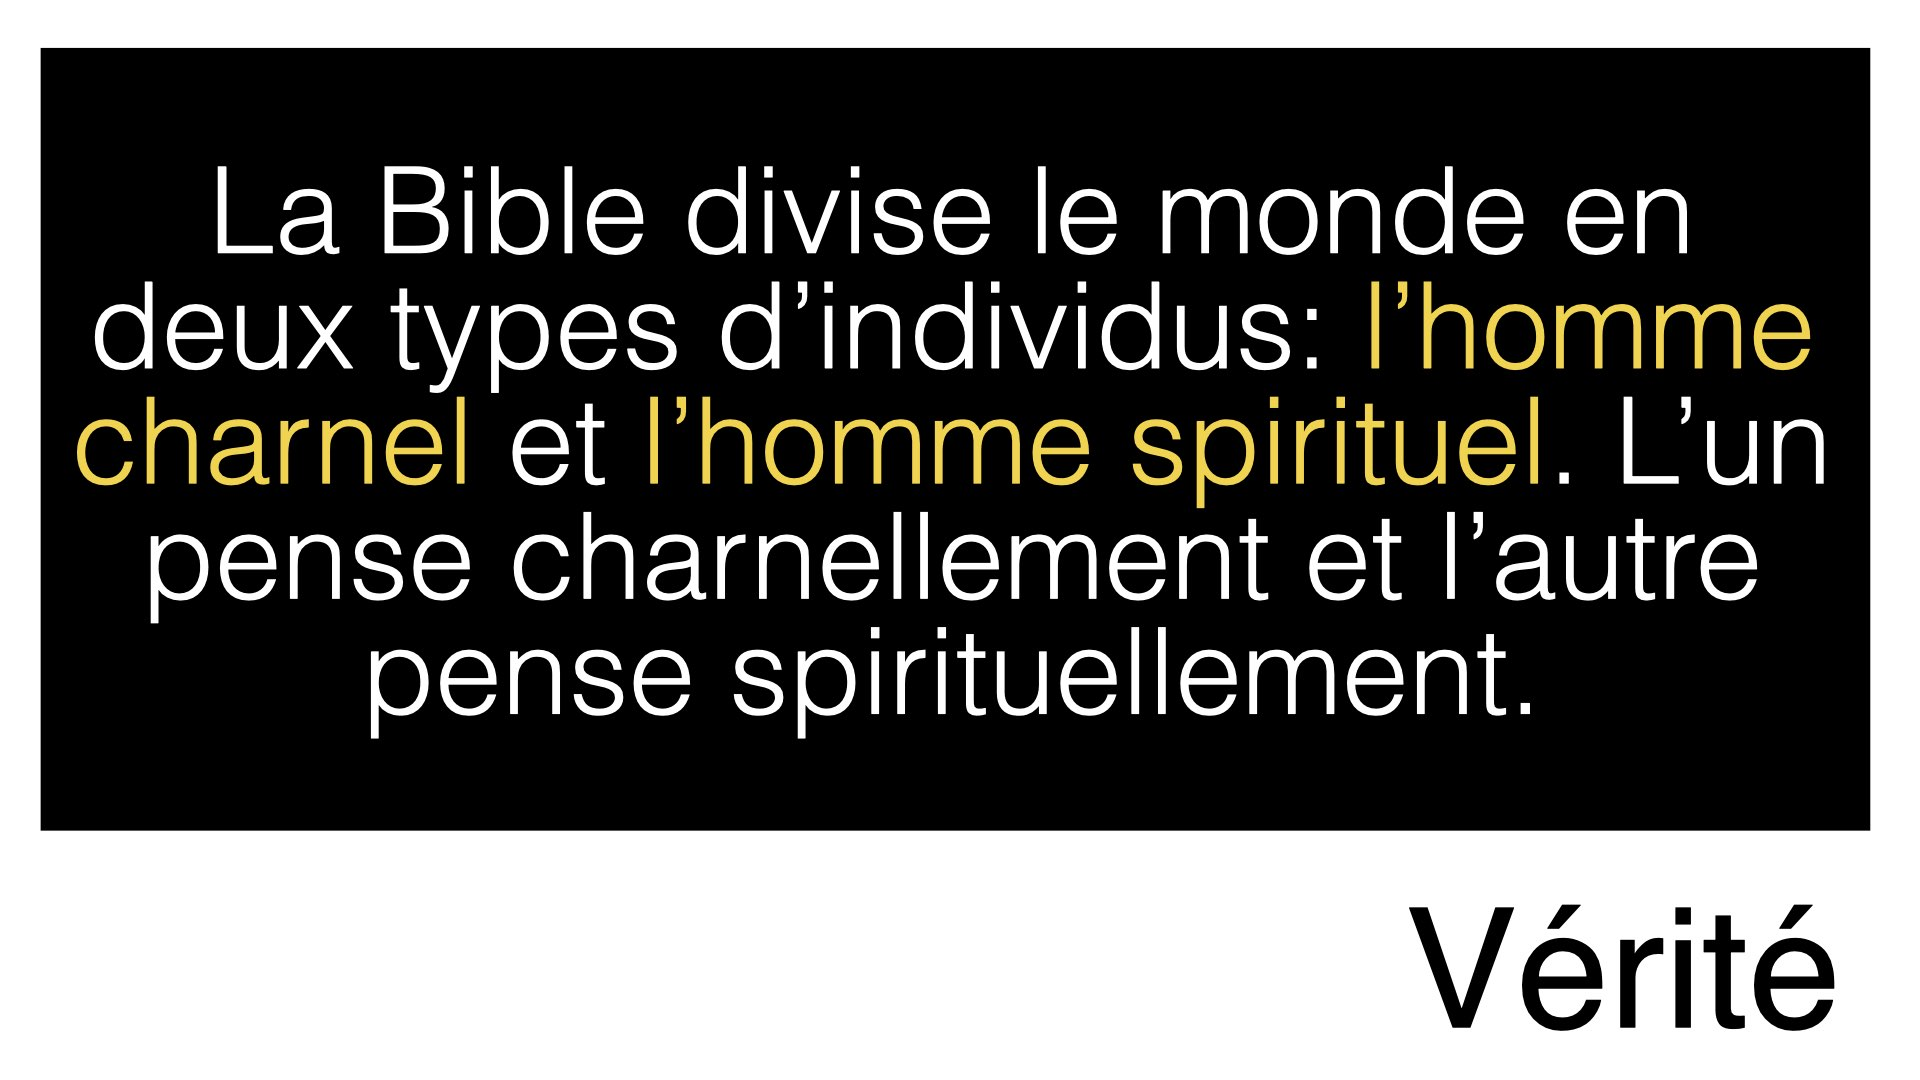 La Bible divise le monde en
deux types d’individus: l’homme
charnel et l’homme spirituel. L’un
pense charnellement et l’autre
pense spirituellement.
Vérité